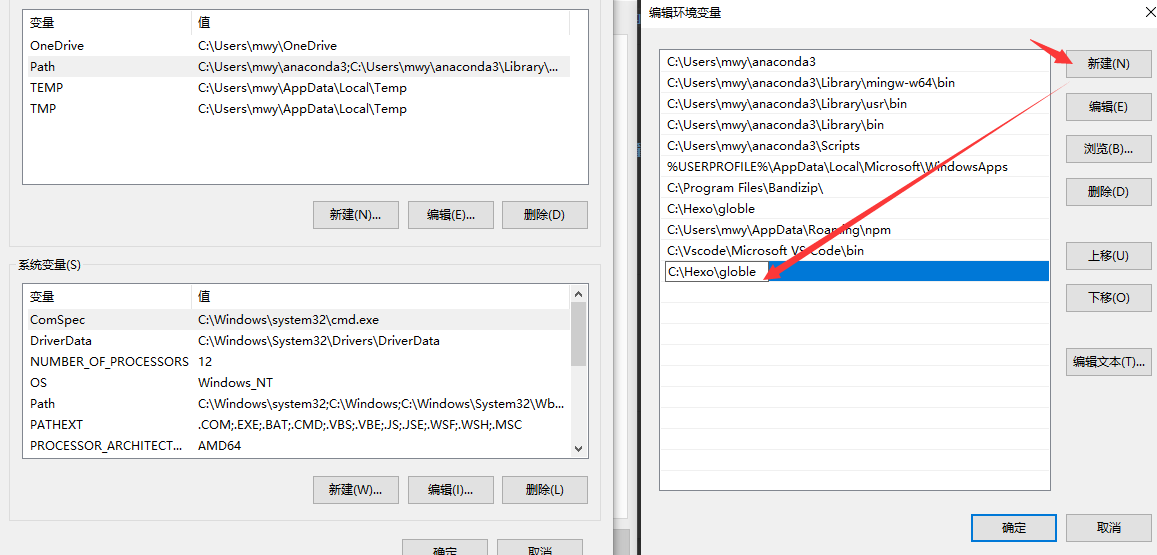 变量 值
OneDrive C:\Users\mwy\OneDrive
Path C:\Users\mwy\anaconda3;C:\Users\mwy\anaconda3\Library\...
TEMP C:\Users\mwy\AppData\Local\Temp
TMP C:\Users\mwy\AppData\Local\Temp
新建(N)... 编辑(E)... 删除(D)
系统变量(S)
变量 值
ComSpec C:\Windows\system32\cmd.exe
DriverData C:\Windows\System32\Drivers\DriverData
NUMBER_OF_PROCESSORS 12
OS Windows_NT
Path C:\Windows\system32;C:\Windows;C:\Windows\System32\Wb...
PATHEXT .COM;.EXE;.BAT;.CMD;.VBS;.VBE;.JS;.JSE;.WSF;.WSH;.MSC
PROCESSOR_ARCHITECT... AMD64
新建(W)... 编辑(I)... 删除(L)
确定 取消
编辑环境变量
C:\Users\mwy\anaconda3
C:\Users\mwy\anaconda3\Library\mingw-w64\bin
C:\Users\mwy\anaconda3\Library\usr\bin
C:\Users\mwy\anaconda3\Library\bin
C:\Users\mwy\anaconda3\Scripts
%USERPROFILE%\AppData\Local\Microsoft\WindowsApps
C:\Program Files\Bandizip\
C:\Hexo\globle
C:\Users\mwy\AppData\Roaming\npm
C:\Vscode\Microsoft VS Code\bin
C:\Hexo\globle
新建(N)
编辑(E)
浏览(B)...
删除(D)
上移(U)
下移(O)
编辑文本(T)...
确定 取消